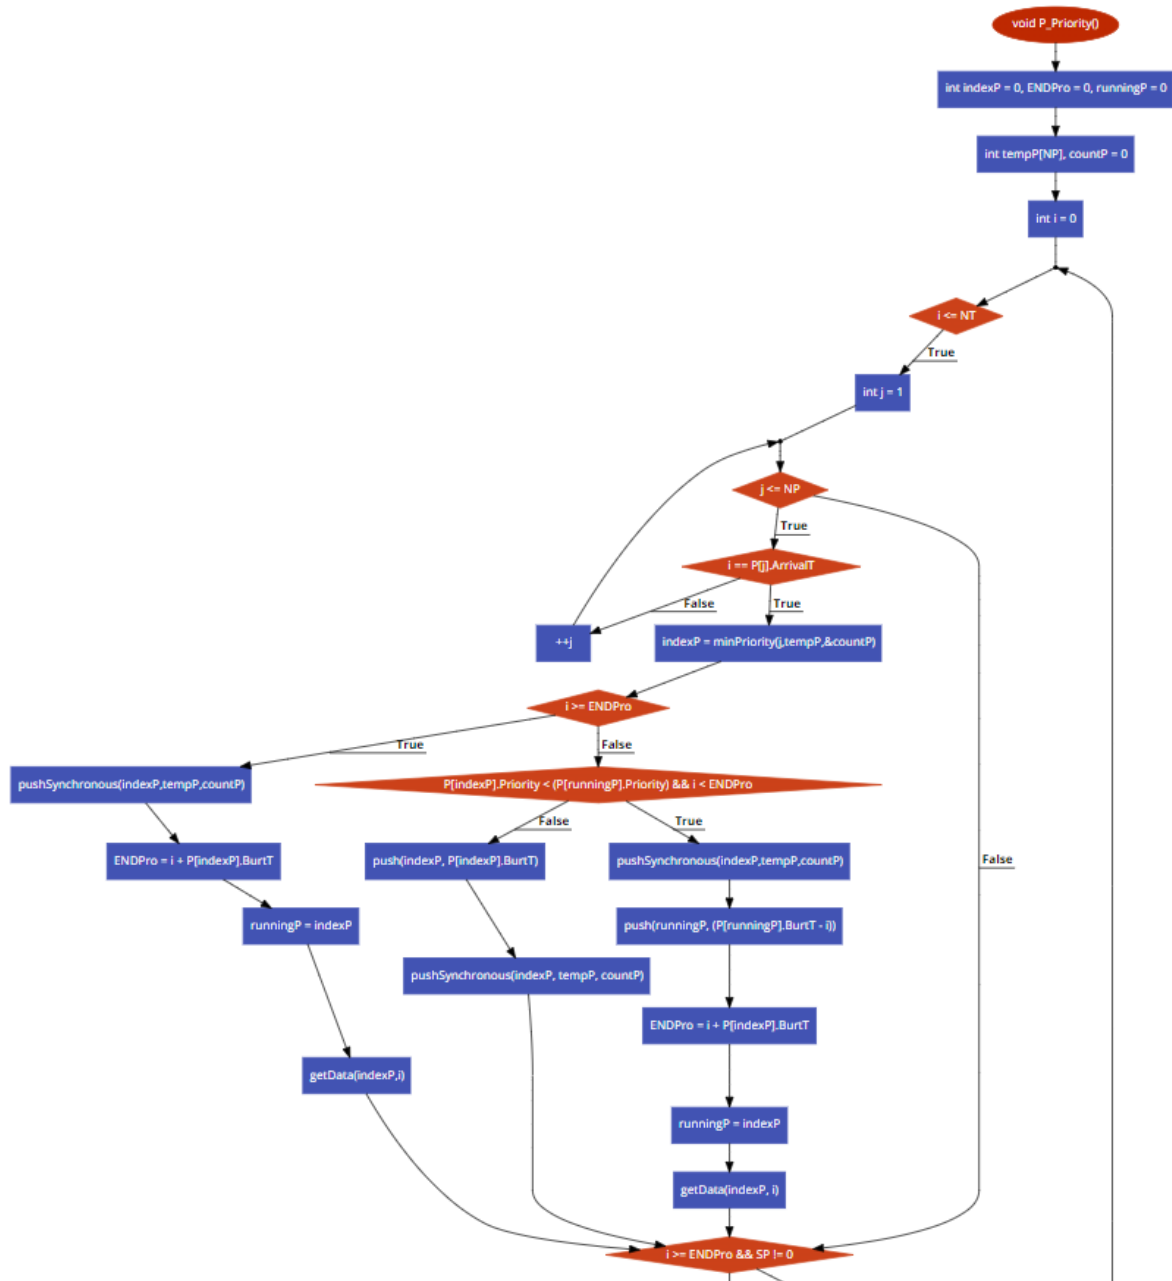 void P_Priority()
int indexP = 0, ENDPro = 0, runningP = 0
int tempP[NP], countP = 0
int i = 0
i <= NT
True
int j = 1
j <= NP
True
i == P[j].ArrivalT
False
True
++j
indexP = minPriority(j,tempP,&countP)
i >= ENDPro
True
False
pushSynchronous(indexP,tempP,countP)
P[indexP].Priority < (P[runningP].Priority) && i < ENDPro
False
True
ENDPro = i + P[indexP].BurtT
push(indexP, P[indexP].BurtT)
pushSynchronous(indexP,tempP,countP)
False
runningP = indexP
push(runningP, (P[runningP].BurtT - i))
pushSynchronous(indexP, tempP, countP)
ENDPro = i + P[indexP].BurtT
getData(indexP,i)
runningP = indexP
getData(indexP, i)
i >= ENDPro && SP != 0